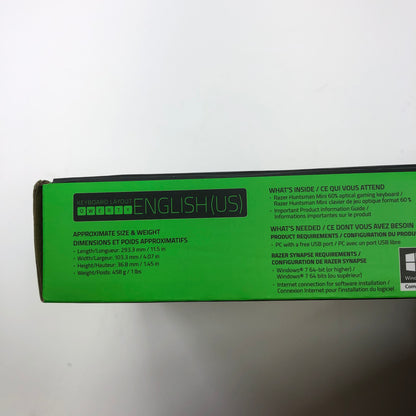 KEYBOARD LAYOUT
QWERTY
ENGLISH (US)
APPROXIMATE SIZE & WEIGHT
DIMENSIONS ET POIDS APPROXIMATIFS
- Length/Longueur: 293.3 mm / 11.5 in
- Width/Largeur: 103.3 mm / 4.07 in
- Height/Hauteur: 36.8 mm / 1.45 in
- Weight/Poids: 458 g / 1 lbs
WHAT'S INSIDE / CE QUI VOUS ATTEND
- Razer Huntsman Mini 60% optical gaming keyboard /
Razer Huntsman Mini clavier de jeu optique format 60 %
- Important Product Information Guide /
Informations importantes sur le produit
WHAT'S NEEDED / CE DONT VOUS AVEZ BESOIN
PRODUCT REQUIREMENTS / CONFIGURATION DU PRODU
- PC with a free USB port / PC avec un port USB libre
RAZER SYNAPSE REQUIREMENTS /
CONFIGURATION DE RAZER SYNAPSE
- Windows® 7 64-bit (or higher) /
Windows® 7 64 bits (ou supérieur)
- Internet connection for software installation /
Connexion Internet pour l'installation du logiciel
Wind
Com